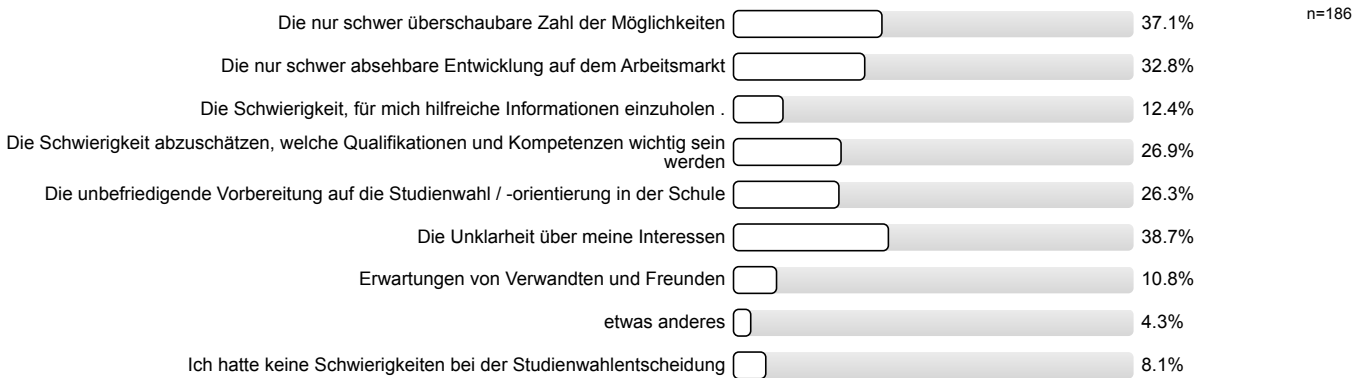 Die nur schwer überschaubare Zahl der Möglichkeiten 37.1% n=186
Die nur schwer absehbare Entwicklung auf dem Arbeitsmarkt 32.8%
Die Schwierigkeit, für mich hilfreiche Informationen einzuholen . 12.4%
Die Schwierigkeit abzuschätzen, welche Qualifikationen und Kompetenzen wichtig sein
werden 26.9%
Die unbefriedigende Vorbereitung auf die Studienwahl / -orientierung in der Schule 26.3%
Die Unklarheit über meine Interessen 38.7%
Erwartungen von Verwandten und Freunden 10.8%
etwas anderes 4.3%
Ich hatte keine Schwierigkeiten bei der Studienwahlentscheidung 8.1%